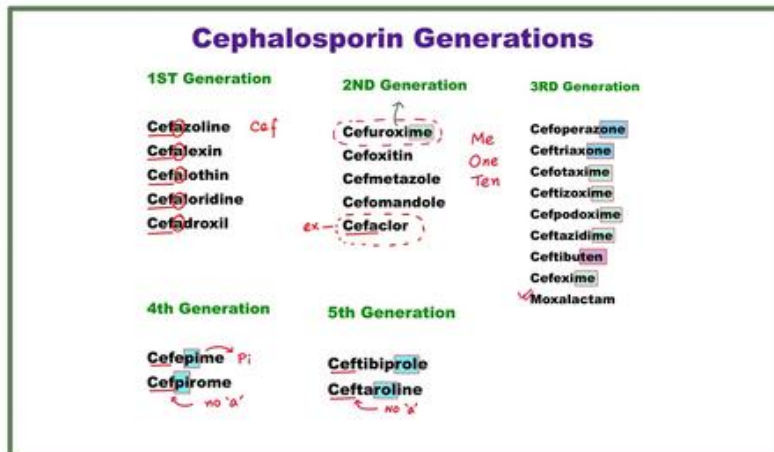 Cephalosporin Generations
1ST Generation
Cefazoline cef
Cefalexin
Cefalothin
Cefaloridine
Cefadroxil
2ND Generation
Cefuroxime
Cefoxitin
Cefmetazole
Cefomandole
ex- Cefaclor
Me
One
Ten
3RD Generation
Cefoperazone
Ceftriaxone
Cefotaxime
Ceftizoxime
Cefpodoxime
Ceftazidime
Ceftibuten
Cefexime
Moxalactam
4th Generation
Cefepime Pi
Cefpirome
no 'a'
5th Generation
Ceftibiprole
Ceftaroline
no 'a'